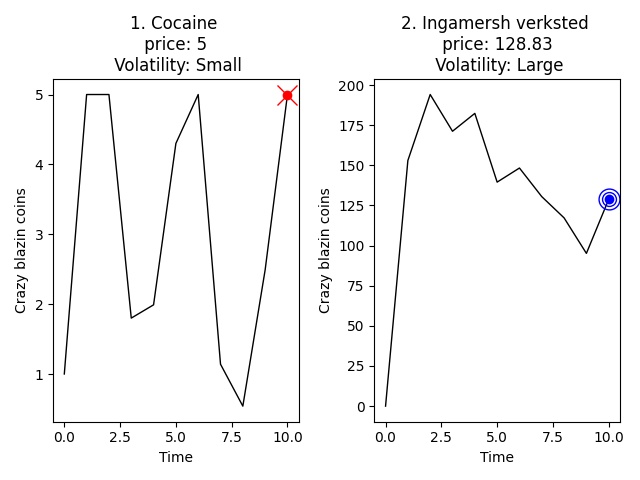 1. Cocaine
price: 5
Volatility: Small
5
4
3
2
1
Crazy blazin coins
0.0 2.5 5.0 7.5 10.0
Time
2. Ingamersh verksted
price: 128.83
Volatility: Large
200
175
150
125
100
75
50
25
0
Crazy blazin coins
0.0 2.5 5.0 7.5 10.0
Time